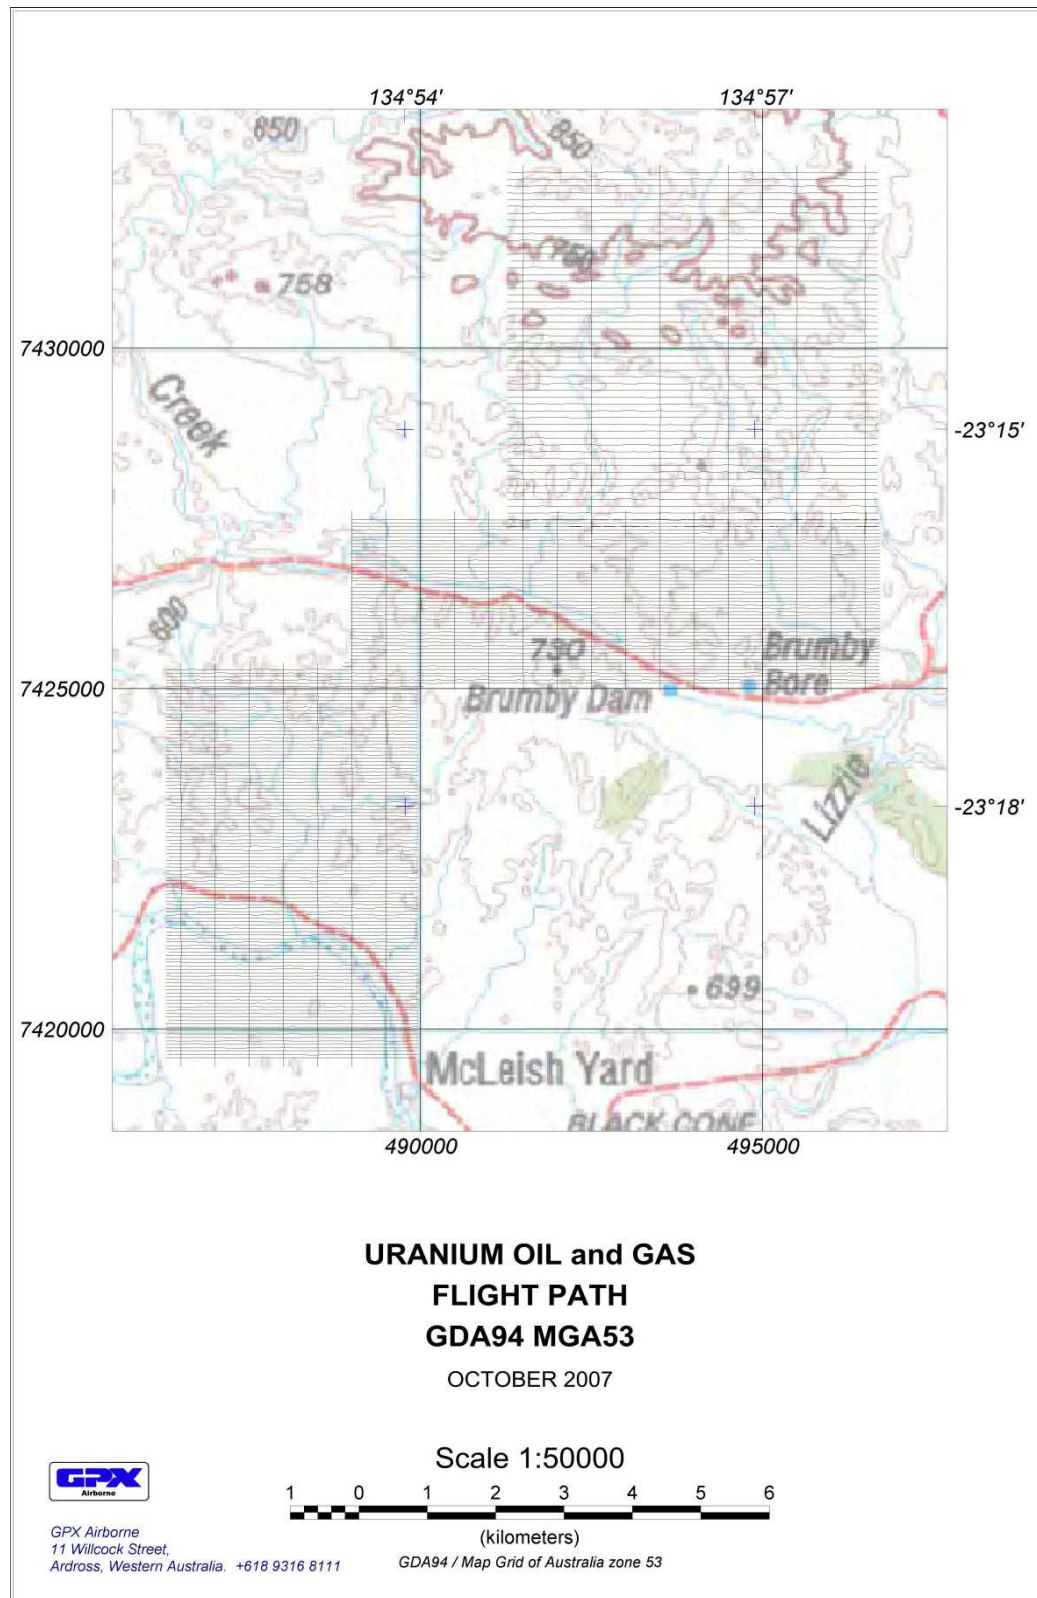 134°54' 134°57'
850
850
750
758
7430000
Creek
-23°15'
600
730
Brumby
Bore
7425000
Brumby Dam
Lizzie
-23°18'
699
7420000
McLeish Yard
BLACK CONE
490000 495000
URANIUM OIL and GAS
FLIGHT PATH
GDA94 MGA53
OCTOBER 2007
Scale 1:50000
1 0 1 2 3 4 5 6
(kilometers)
GDA94 / Map Grid of Australia zone 53
GPX
Airborne
GPX Airborne
11 Willcock Street,
Ardross, Western Australia. +618 9316 8111